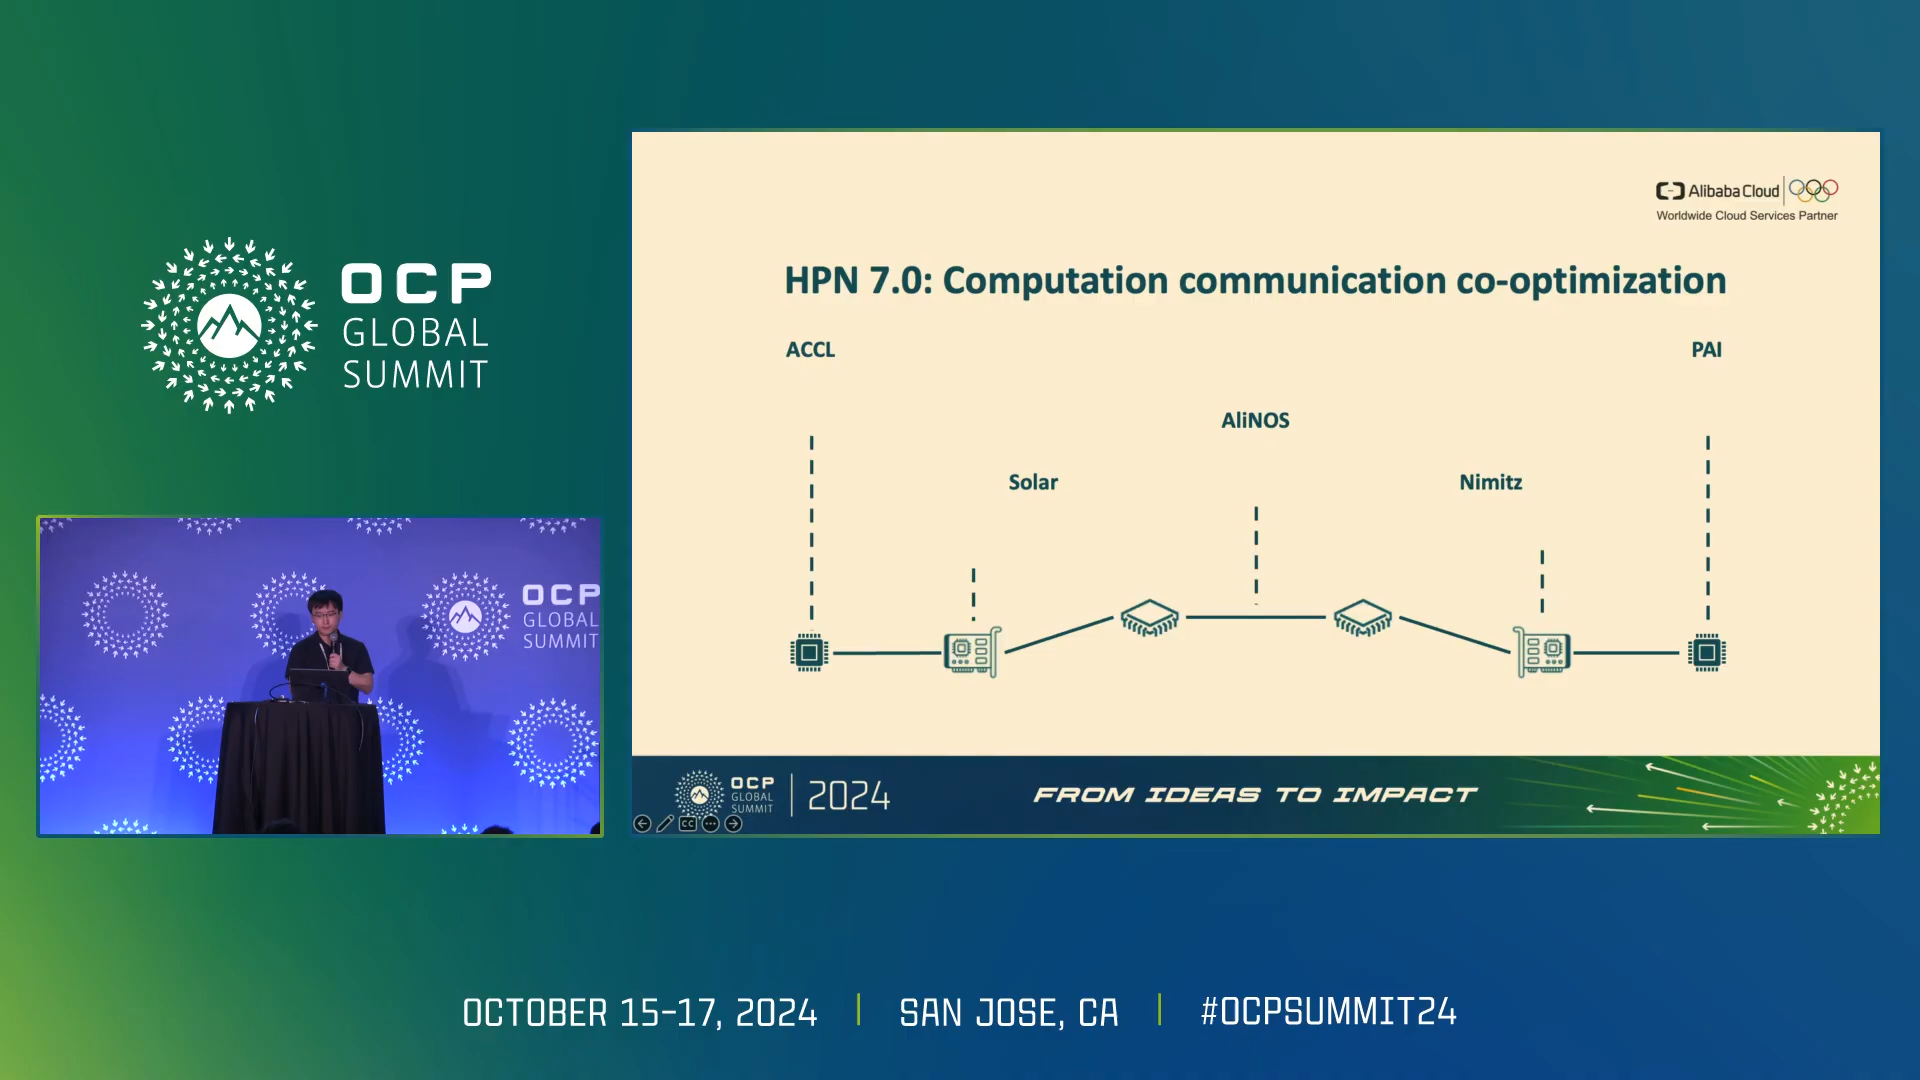 OCP
GLOBAL
SUMMIT
OCP
GLOBAL
SUMMIT
Alibaba Cloud
Worldwide Cloud Services Partner
HPN 7.0: Computation communication co-optimization
ACCL
PAI
AliNOS
Solar
Nimitz
OCP
GLOBAL
SUMMIT
2024
FROM IDEAS TO IMPACT
CC
OCTOBER 15-17, 2024
SAN JOSE, CA
#OCPSUMMIT24